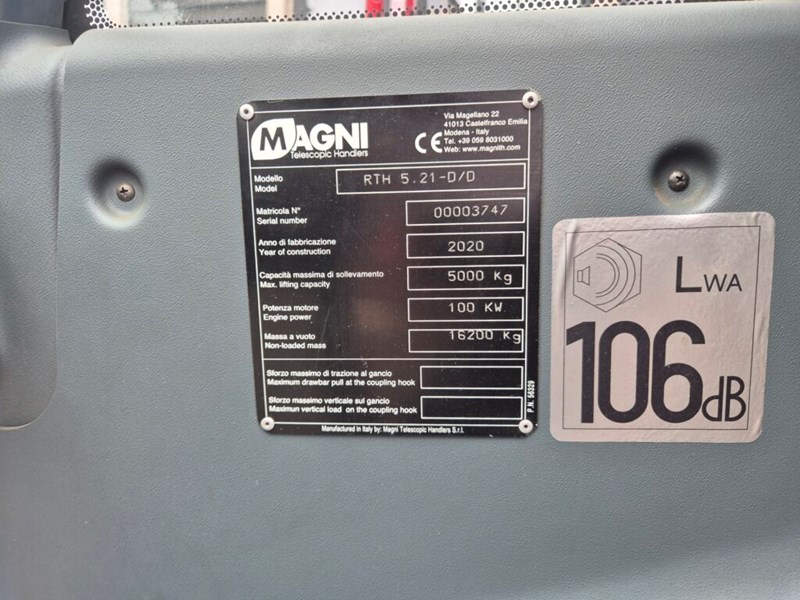 MAGNI
Telescopic Handlers
CE
Via Magellano 22
41013 Castelfranco Emilia
Modena - Italy
Tel. +39 059 8031000
Web: www.magnith.com
Modello
Model
RTH 5.21-D/D
Matricola N°
Serial number
00003747
Anno di fabbricazione
Year of construction
2020
Capacità massima di sollevamento
Max. lifting capacity
5000 Kg
Potenza motore
Engine power
100 KW.
Massa a vuoto
Non-loaded mass
16200 Kg
Sforzo massimo di trazione al gancio
Maximum drawbar pull at the coupling hook
Sforzo massimo verticale sul gancio
Maximun vertical load on the coupling hook
P.N. 56329
Manufactured in Italy by: Magni Telescopic Handlers S.r.l.
LWA
106dB